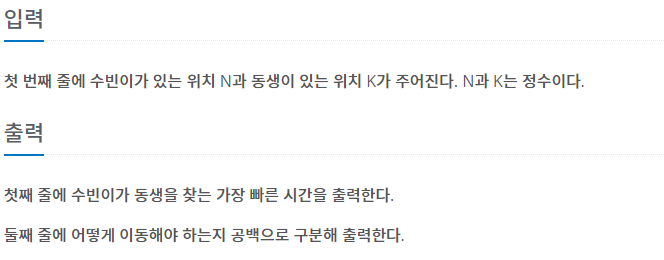 입력
첫 번째 줄에 수빈이가 있는 위치 N과 동생이 있는 위치 K가 주어진다. N과 K는 정수이다.
출력
첫째 줄에 수빈이가 동생을 찾는 가장 빠른 시간을 출력한다.
둘째 줄에 어떻게 이동해야 하는지 공백으로 구분해 출력한다.